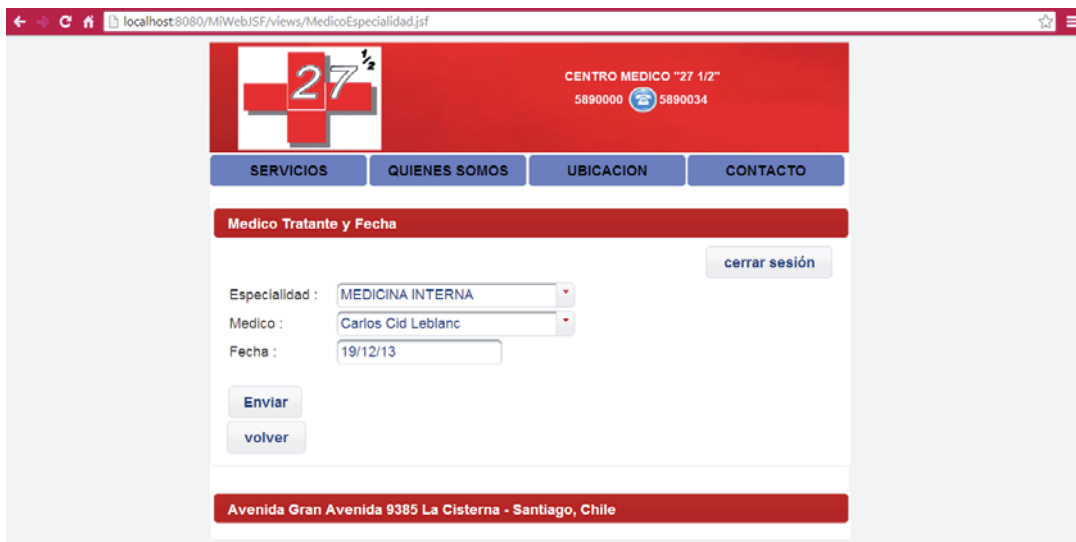 localhost:8080/MiWebJSF/views/MedicoEspecialidad.jsf
27 1/2
CENTRO MEDICO "27 1/2"
5890000 5890034
SERVICIOS QUIENES SOMOS UBICACION CONTACTO
Medico Tratante y Fecha
cerrar sesión
Especialidad : MEDICINA INTERNA
Medico : Carlos Cid Leblanc
Fecha : 19/12/13
Enviar
volver
Avenida Gran Avenida 9385 La Cisterna - Santiago, Chile